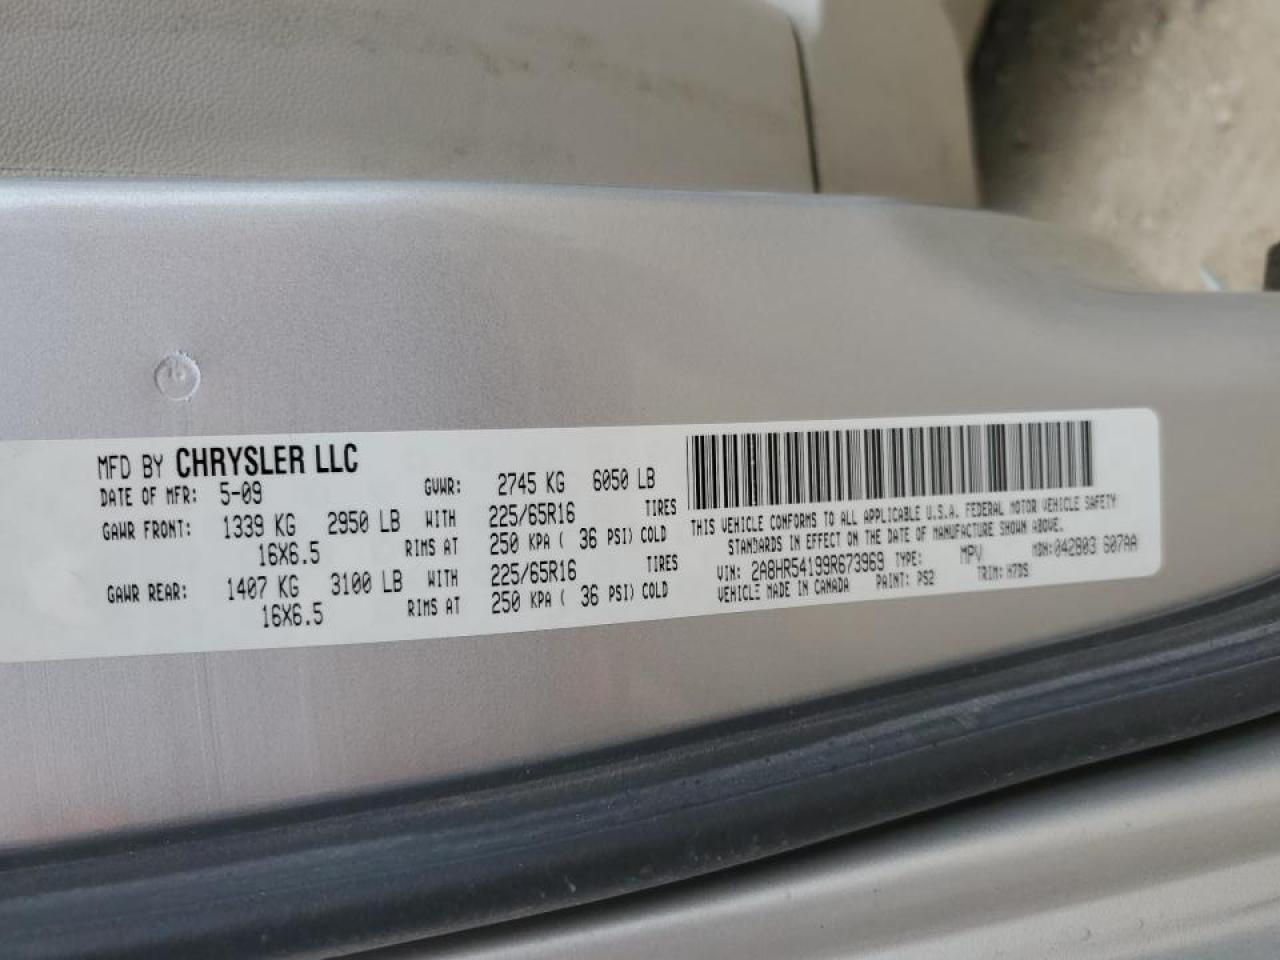 MFD BY CHRYSLER LLC
DATE OF MFR: 5-09 GVWR: 2745 KG 6050 LB
GAWR FRONT: 1339 KG 2950 LB WITH 225/65R16 TIRES
16X6.5 RIMS AT 250 KPA ( 36 PSI) COLD
GAWR REAR: 1407 KG 3100 LB WITH 225/65R16 TIRES
16X6.5 RIMS AT 250 KPA ( 36 PSI) COLD
THIS VEHICLE CONFORMS TO ALL APPLICABLE U.S.A. FEDERAL MOTOR VEHICLE SAFETY
STANDARDS IN EFFECT ON THE DATE OF MANUFACTURE SHOWN ABOVE.
VIN: 2A8HR54199R673969 TYPE: MPV MDH:042803 607AA
VEHICLE MADE IN CANADA PAINT: PS2 TRIM: H7DS